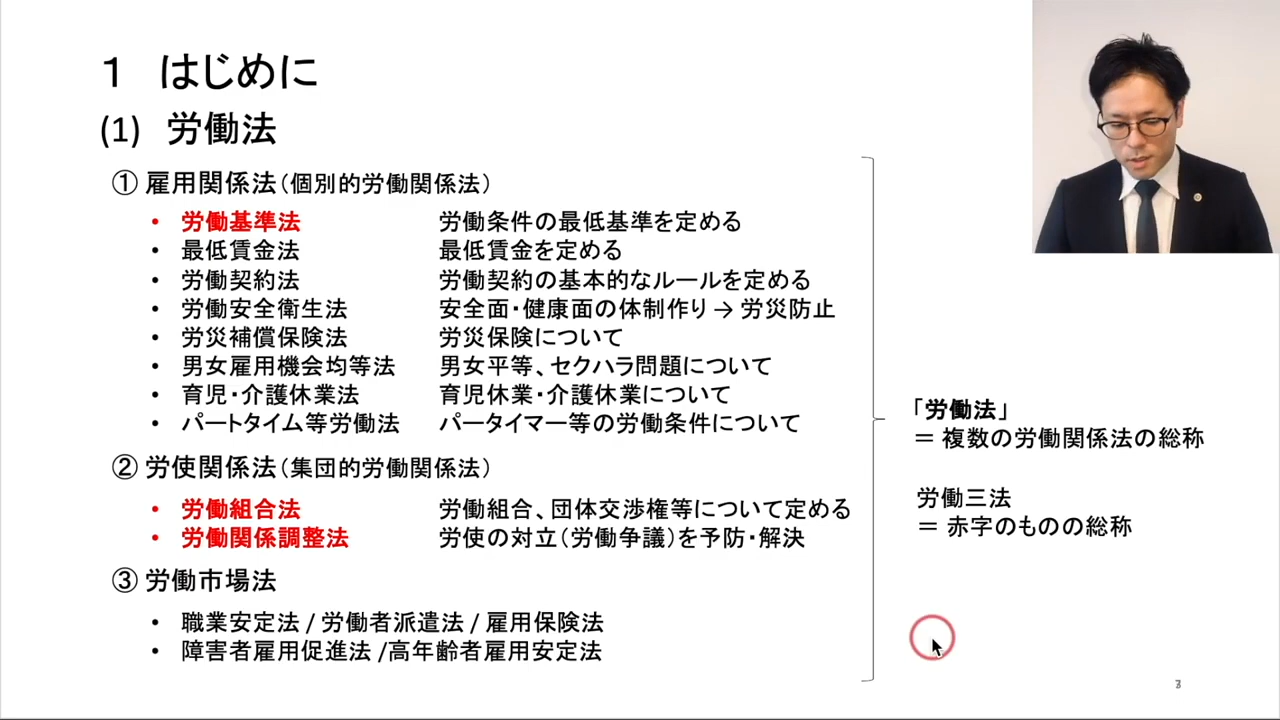 1 はじめに
(1) 労働法
① 雇用関係法（個別的労働関係法）
• 労働基準法 労働条件の最低基準を定める
• 最低賃金法 最低賃金を定める
• 労働契約法 労働契約の基本的なルールを定める
• 労働安全衛生法 安全面・健康面の体制作り → 労災防止
• 労災補償保険法 労災保険について
• 男女雇用機会均等法 男女平等、セクハラ問題について
• 育児・介護休業法 育児休業・介護休業について
• パートタイム等労働法 パータイマー等の労働条件について
② 労使関係法（集団的労働関係法）
• 労働組合法 労働組合、団体交渉権等について定める
• 労働関係調整法 労使の対立（労働争議）を予防・解決
③ 労働市場法
• 職業安定法 / 労働者派遣法 / 雇用保険法
• 障害者雇用促進法 /高年齢者雇用安定法
「労働法」
＝ 複数の労働関係法の総称
労働三法
＝ 赤字のものの総称